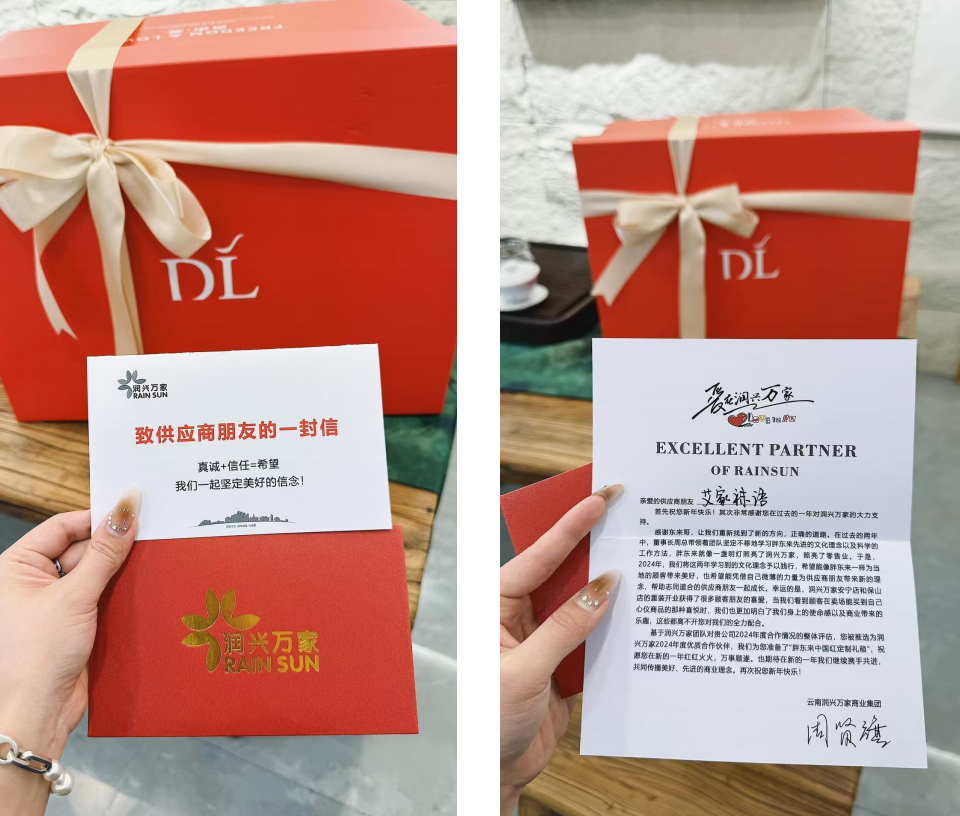 FREEDOM & LOVE
DL
润兴万家
RAIN SUN
致供应商朋友的一封信
真诚+信任=希望
我们一起坚定美好的信念！
润兴万家
RAIN SUN
DL
爱在润兴万家
EXCELLENT PARTNER
OF RAINSUN
亲爱的供应商朋友 艾家祩语
首先祝您新年快乐！其次非常感谢您在过去的一年对润兴万家的大力支
持。
感谢东来哥，让我们重新找到了新的方向，正确的道路。在过去的两年
中，董事长周总带领着团队坚定不移地学习胖东来先进的文化理念以及科学的
工作方法，胖东来就像一盏明灯照亮了润兴万家，照亮了零售业。于是，
2024年，我们将这两年学习到的文化理念予以践行，希望能像胖东来一样为当
地的顾客带来美好，也希望能凭借自己微薄的力量为供应商朋友带来新的理
念，帮助志同道合的供应商朋友一起成长。幸运的是，润兴万家安宁店和保山
店的重装开业获得了很多顾客朋友的喜爱，当我们看到顾客在卖场能买到自己
心仪商品的那种喜悦时，我们也更加明白了我们身上的使命感以及商业带来的
乐趣，这些都离不开您对我们的全力配合。
基于润兴万家团队对贵公司2024年度合作情况的整体评估，您被推选为润
兴万家2024年度优质合作伙伴，我们为您准备了“胖东来中国红定制礼箱”，祝
愿您在新的一年红红火火，万事顺遂。也期待在新的一年我们继续携手共进，
共同传播美好、先进的商业理念。再次祝您新年快乐！
云南润兴万家商业集团